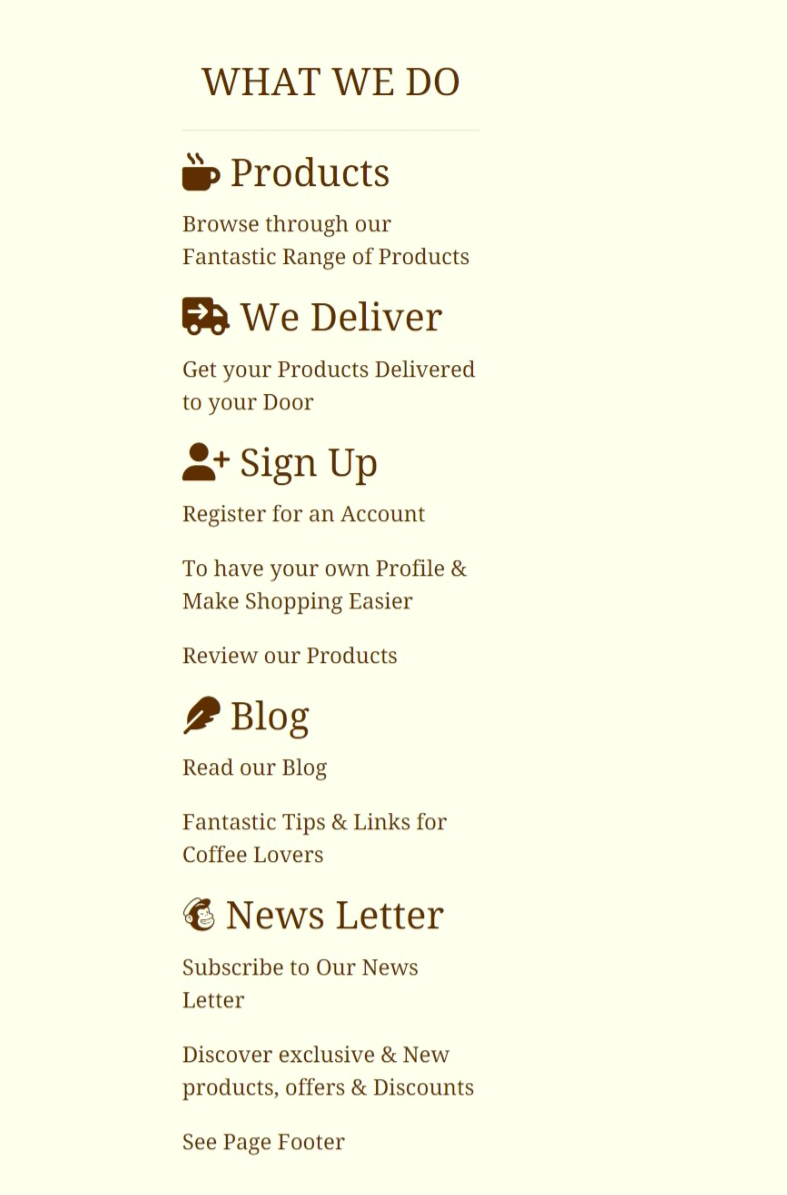 WHAT WE DO
Products
Browse through our
Fantastic Range of Products
We Deliver
Get your Products Delivered
to your Door
Sign Up
Register for an Account
To have your own Profile &
Make Shopping Easier
Review our Products
Blog
Read our Blog
Fantastic Tips & Links for
Coffee Lovers
News Letter
Subscribe to Our News
Letter
Discover exclusive & New
products, offers & Discounts
See Page Footer